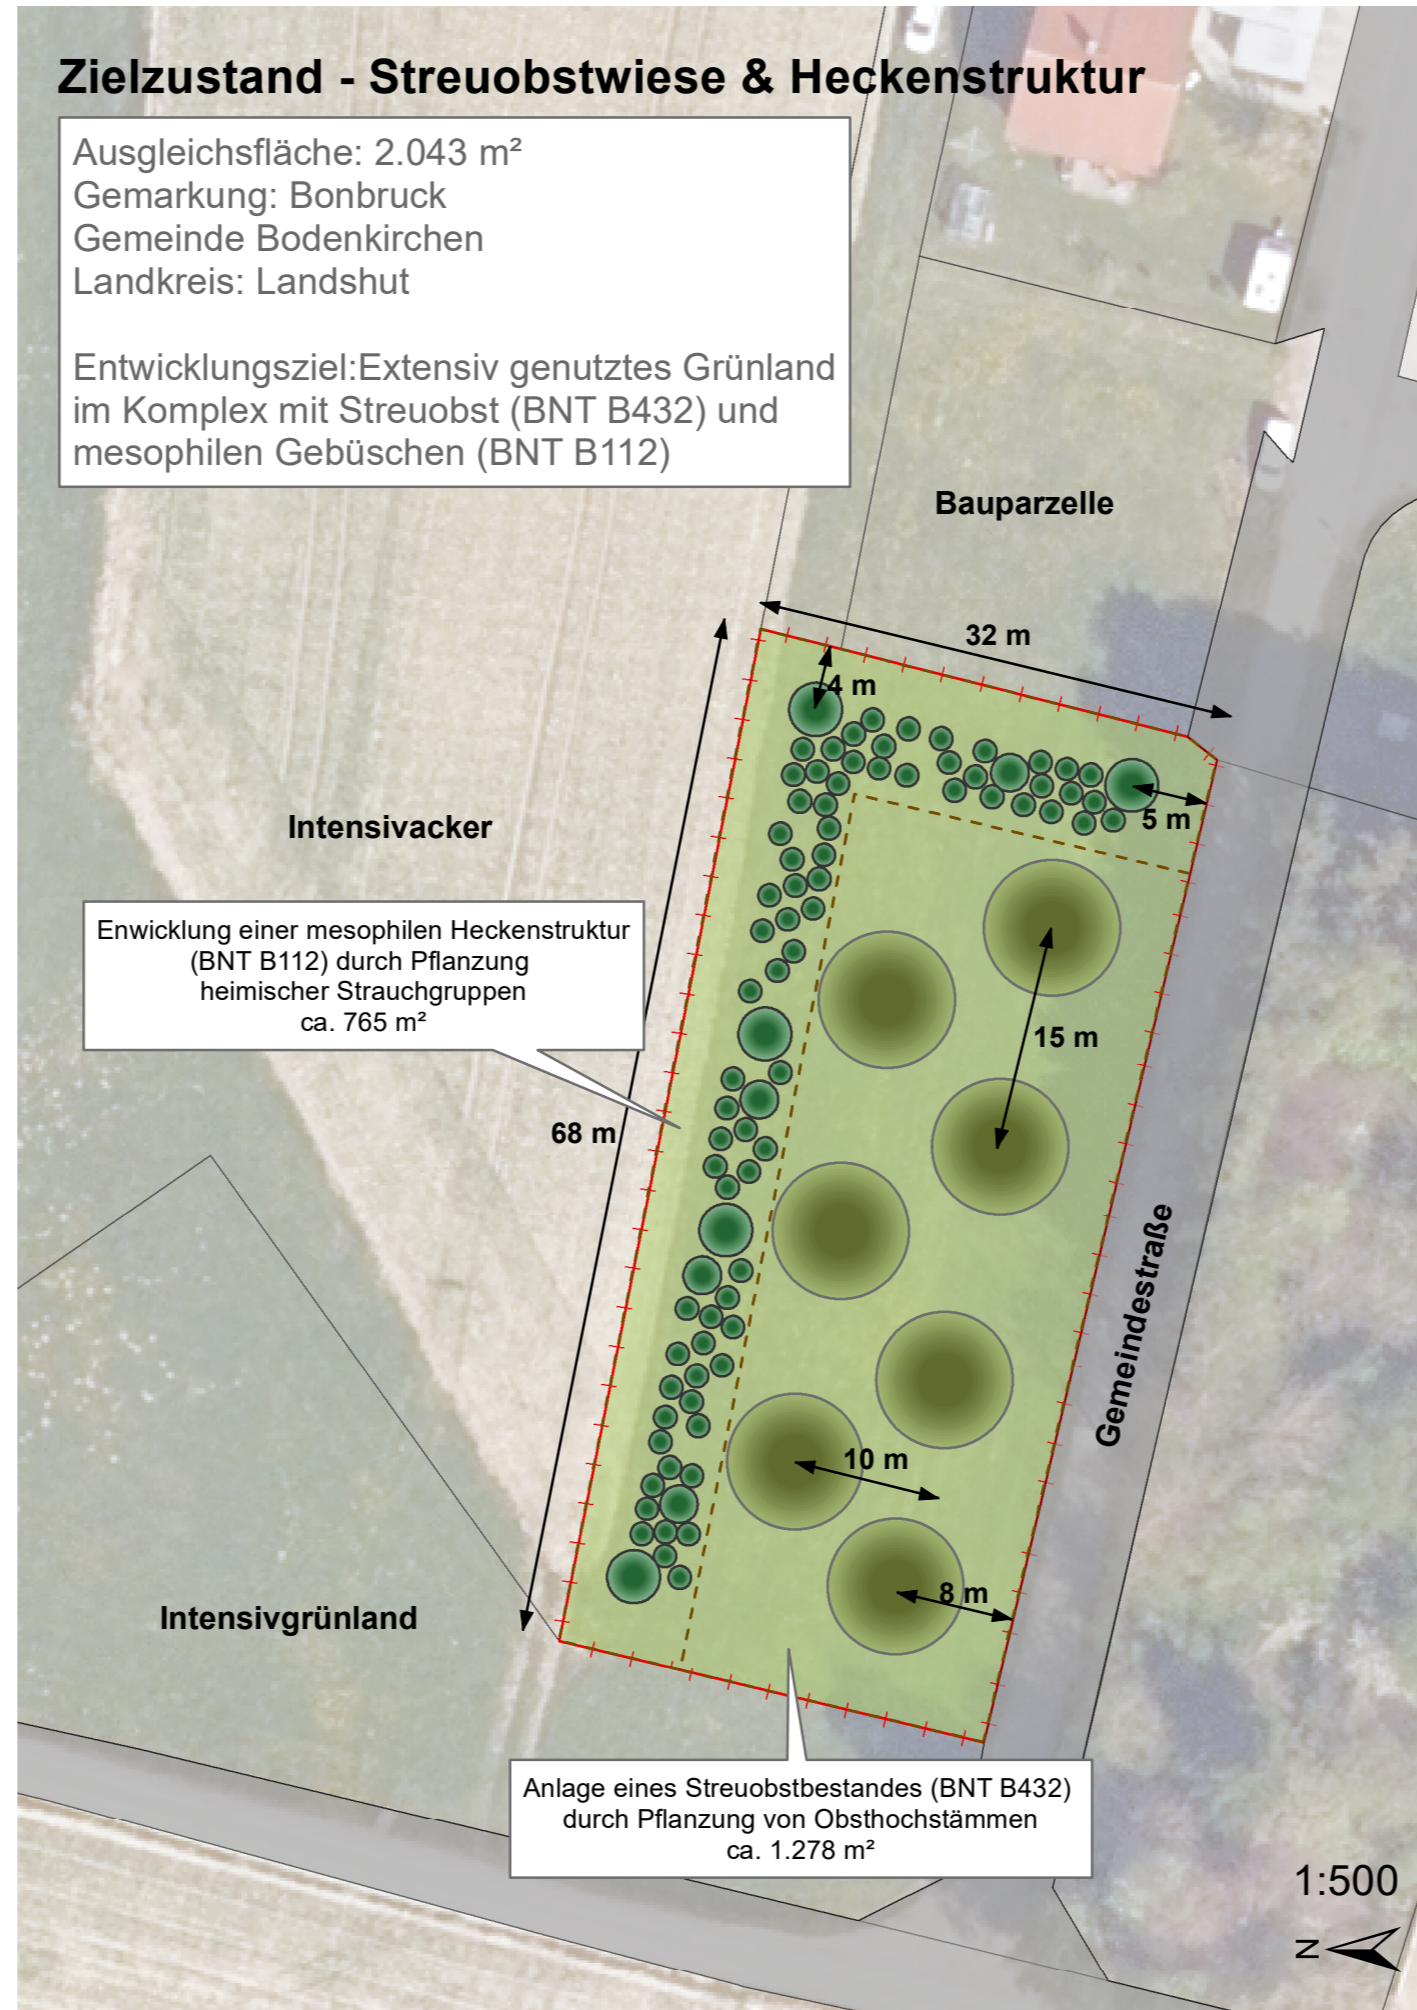 Zielzustand - Streuobstwiese & Heckenstruktur
Ausgleichsfläche: 2.043 m²
Gemarkung: Bonbruck
Gemeinde Bodenkirchen
Landkreis: Landshut
Entwicklungsziel:Extensiv genutztes Grünland
im Komplex mit Streuobst (BNT B432) und
mesophilen Gebüschen (BNT B112)
Bauparzelle
32 m
4 m
5 m
Intensivacker
Enwicklung einer mesophilen Heckenstruktur
(BNT B112) durch Pflanzung
heimischer Strauchgruppen
ca. 765 m²
15 m
68 m
Gemeindestraße
10 m
8 m
Intensivgrünland
Anlage eines Streuobstbestandes (BNT B432)
durch Pflanzung von Obsthochstämmen
ca. 1.278 m²
1:500
N